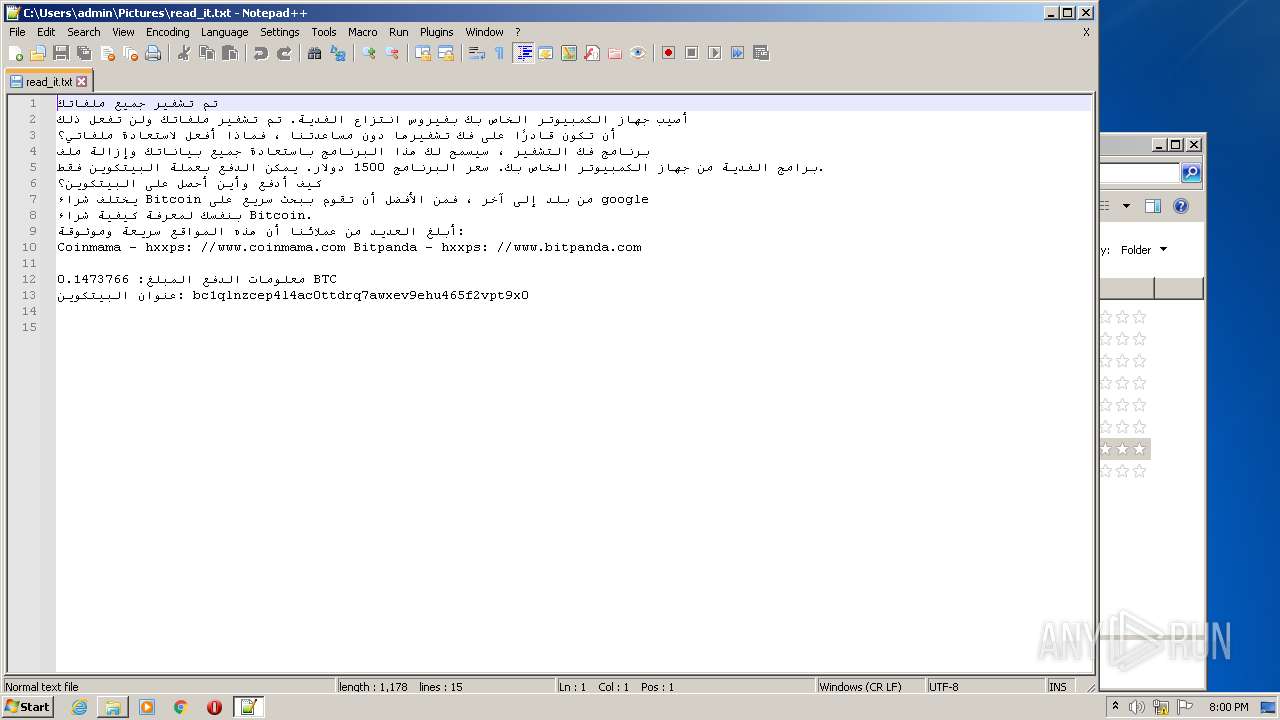 C:\Users\admin\Pictures\read_it.txt - Notepad++
File Edit Search View Encoding Language Settings Tools Macro Run Plugins Window ? X
read_it.txt
1 تم تشفير جميع ملفاتك
2 أصيب جهاز الكمبيوتر الخاص بك بفيروس انتزاع الفدية. تم تشفير ملفاتك ولن تفعل ذلك
3 أن تكون قادرًا على فك تشفيرها دون مساعدتنا ، فماذا أفعل لاستعادة ملفاتي؟
4 برنامج فك التشفير ، سيسمح لك هذا البرنامج باستعادة جميع بياناتك وإزالة ملف
5 برامج الفدية من جهاز الكمبيوتر الخاص بك. سعر البرنامج 1500 دولار. يمكن الدفع بعملة البيتكوين فقط.
6 كيف أدفع وأين أحصل على البيتكوين؟
7 يختلف شراء Bitcoin من بلد إلى آخر ، فمن الأفضل أن تقوم ببحث سريع على google
8 بنفسك لمعرفة كيفية شراء Bitcoin.
9 أبلغ العديد من عملائنا أن هذه المواقع سريعة وموثوقة:
10 Coinmama - hxxps: //www.coinmama.com Bitpanda - hxxps: //www.bitpanda.com
11
12 معلومات الدفع المبلغ: 0.1473766 BTC
13 عنوان البيتكوين: bc1qlnzcep4l4ac0ttdrq7awxev9ehu465f2vpt9x0
14
15
y: Folder
ANY RUN
Normal text file length : 1,178 lines : 15 Ln : 1 Col : 1 Pos : 1 Windows (CR LF) UTF-8 INS
Start 8:00 PM